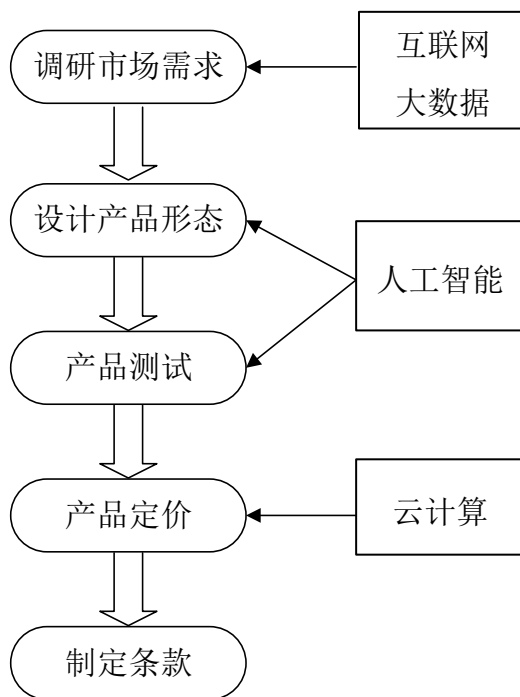 调研市场需求
互联网
大数据
设计产品形态
人工智能
产品测试
产品定价
云计算
制定条款